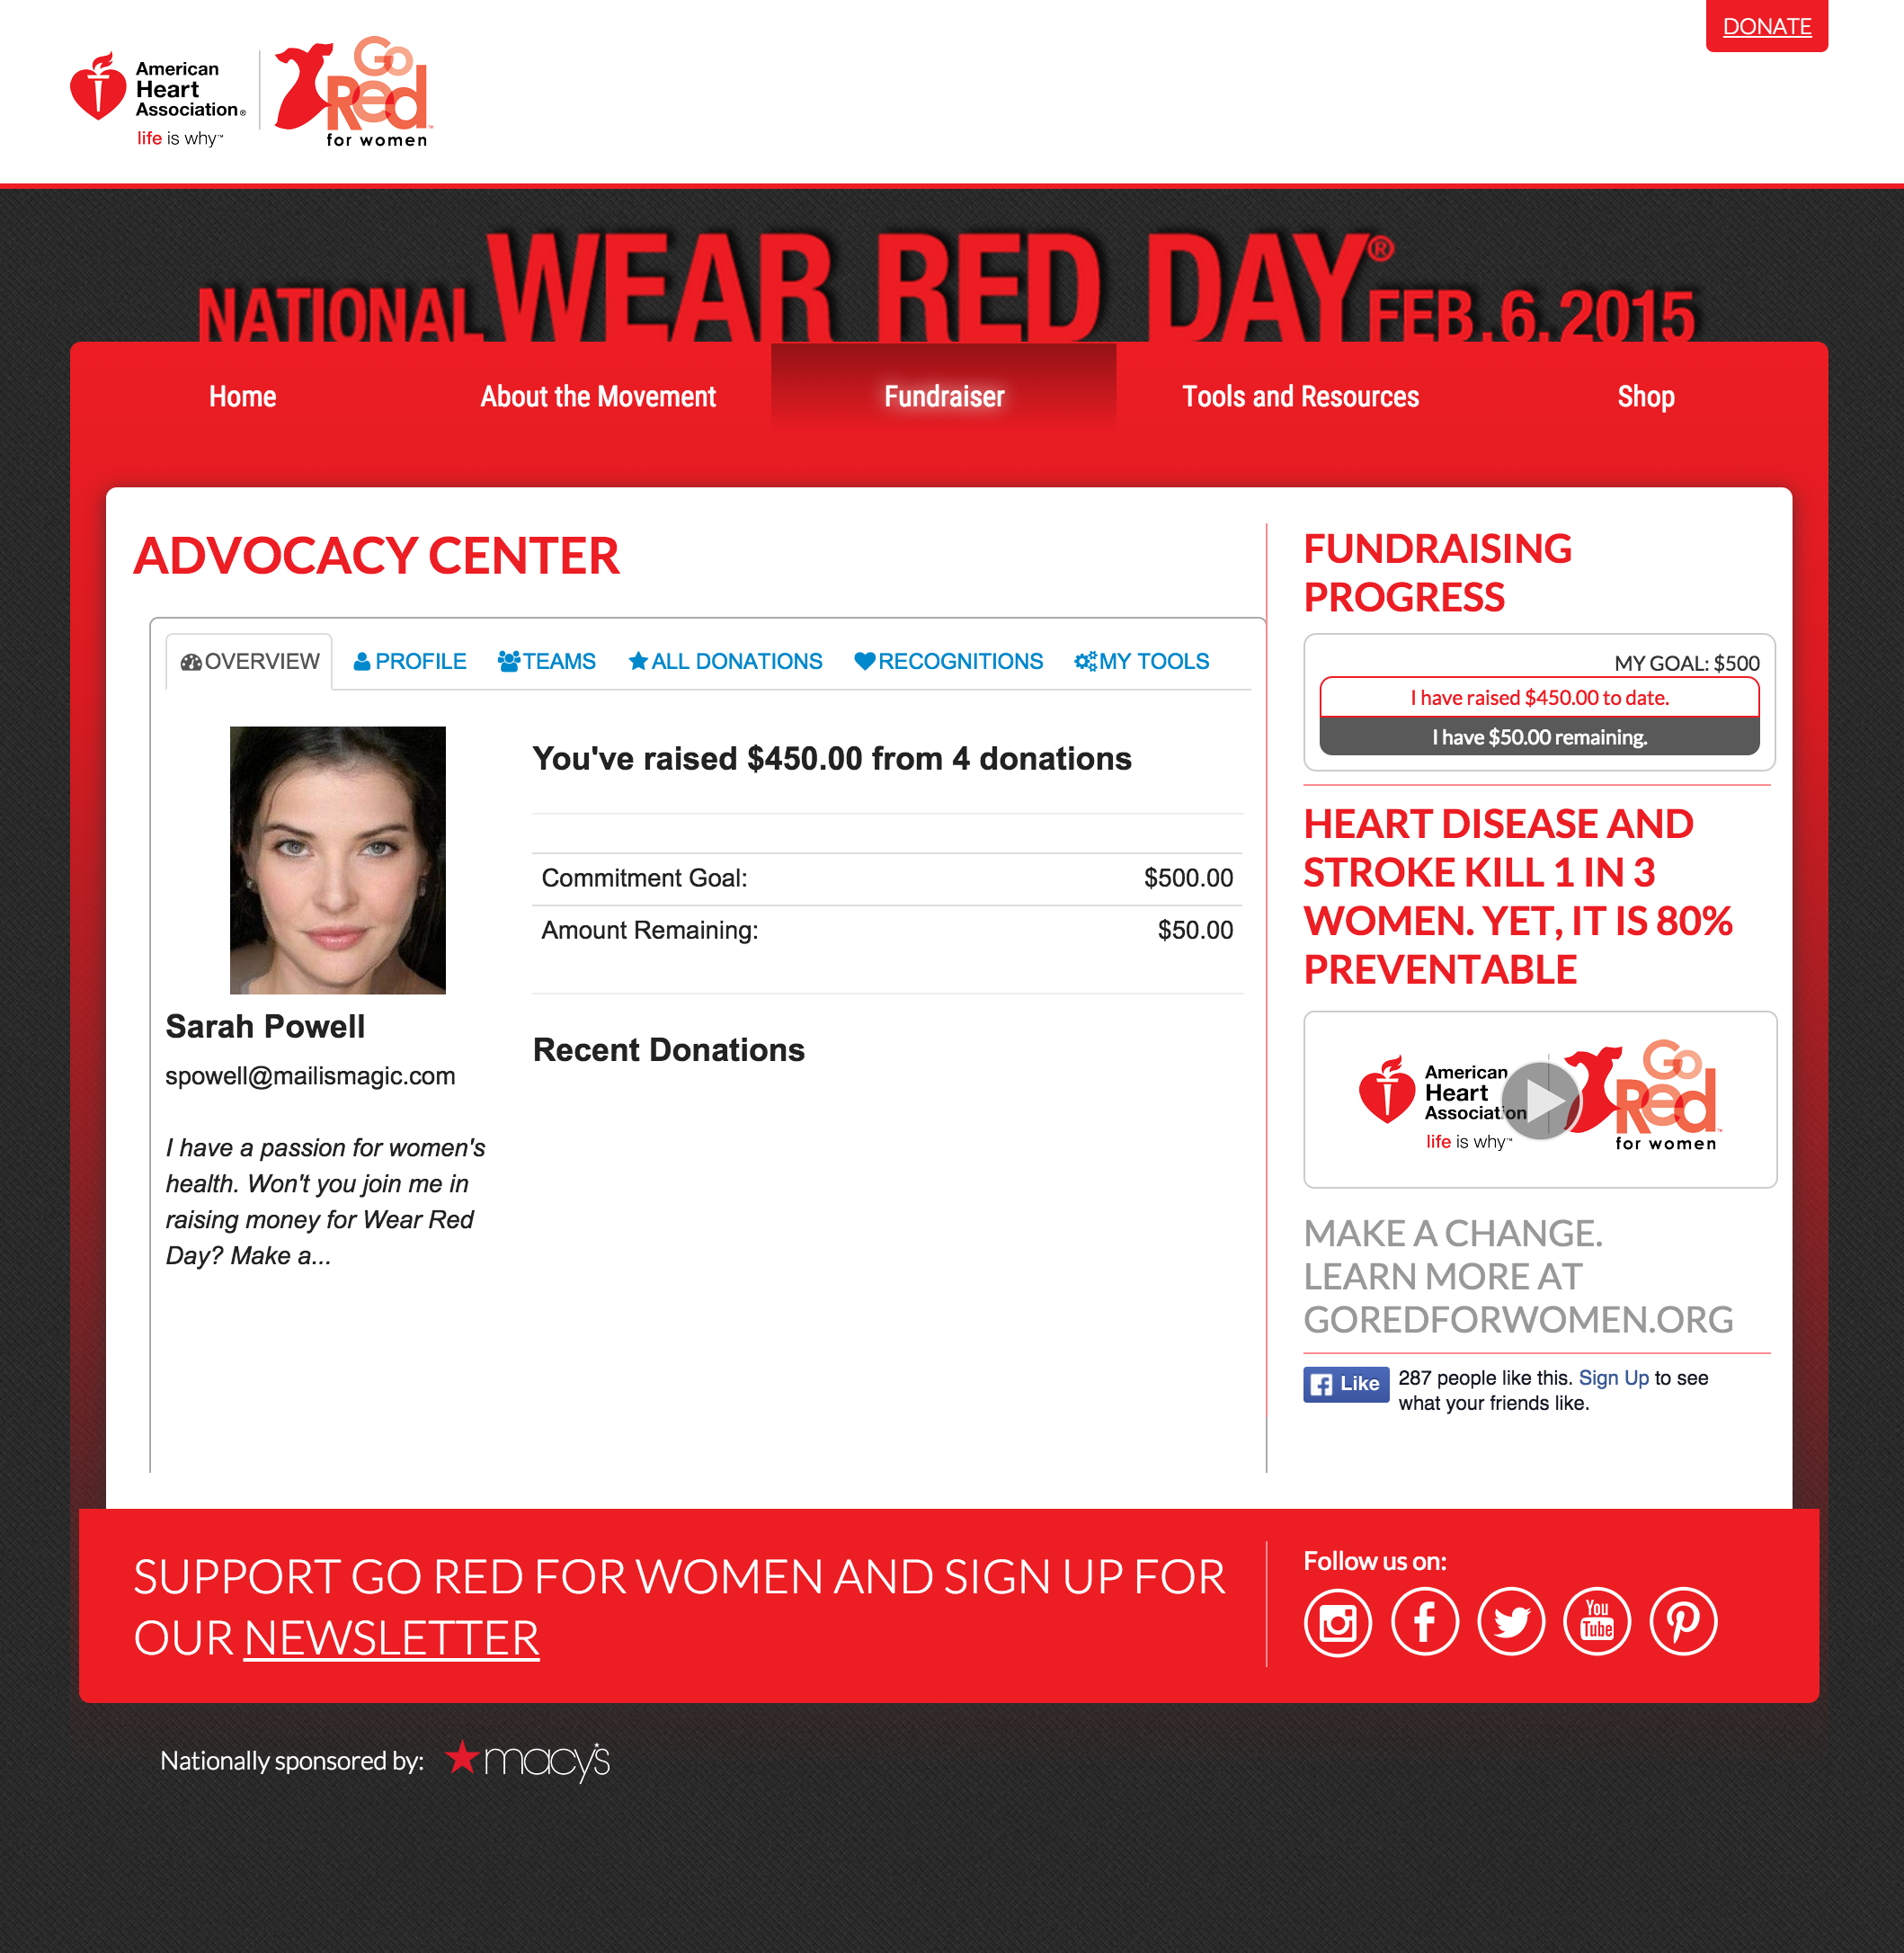 DONATE
American
Heart
Association®
life is why™
Go
Red™
for women
NATIONAL WEAR RED DAY® FEB. 6. 2015
Home About the Movement Fundraiser Tools and Resources Shop
ADVOCACY CENTER
OVERVIEW PROFILE TEAMS ALL DONATIONS RECOGNITIONS MY TOOLS
You've raised $450.00 from 4 donations
Commitment Goal: $500.00
Amount Remaining: $50.00
Sarah Powell
spowell@mailismagic.com
I have a passion for women's
health. Won't you join me in
raising money for Wear Red
Day? Make a...
Recent Donations
FUNDRAISING
PROGRESS
MY GOAL: $500
I have raised $450.00 to date.
I have $50.00 remaining.
HEART DISEASE AND
STROKE KILL 1 IN 3
WOMEN. YET, IT IS 80%
PREVENTABLE
American
Heart
Association
life is why™
Go
Red™
for women
MAKE A CHANGE.
LEARN MORE AT
GOREDFORWOMEN.ORG
Like 287 people like this. Sign Up to see
what your friends like.
SUPPORT GO RED FOR WOMEN AND SIGN UP FOR
OUR NEWSLETTER
Follow us on:
You
Tube
Nationally sponsored by: macy's